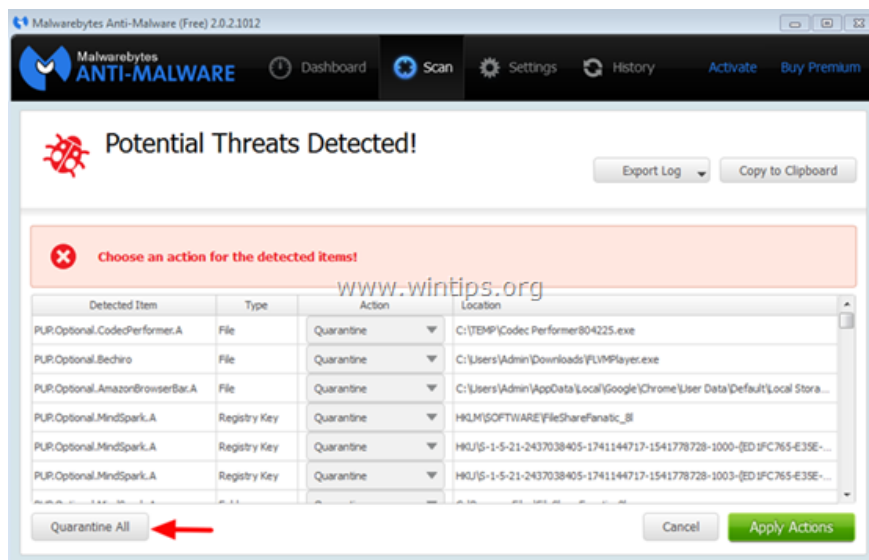 Malwarebytes Anti-Malware (Free) 2.0.2.1012
Malwarebytes
ANTI-MALWARE
Dashboard
Scan
Settings
History
Activate
Buy Premium
Potential Threats Detected!
Export Log
Copy to Clipboard
Choose an action for the detected items!
www.wintips.org
Detected Item Type Action Location
PUP.Optional.CodecPerformer.A File Quarantine C:\TEMP\Codec Performer804225.exe
PUP.Optional.Bechiro File Quarantine C:\Users\Admin\Downloads\FLVMPlayer.exe
PUP.Optional.AmazonBrowserBar.A File Quarantine C:\Users\Admin\AppData\Local\Google\Chrome\User Data\Default\Local Stora...
PUP.Optional.MindSpark.A Registry Key Quarantine HKLM\SOFTWARE\FileShareFanatic_8l
PUP.Optional.MindSpark.A Registry Key Quarantine HKU\S-1-5-21-2437038405-1741144717-1541778728-1000-{ED1FC765-E35E-...
PUP.Optional.MindSpark.A Registry Key Quarantine HKU\S-1-5-21-2437038405-1741144717-1541778728-1003-{ED1FC765-E35E-...
Quarantine All
Cancel
Apply Actions